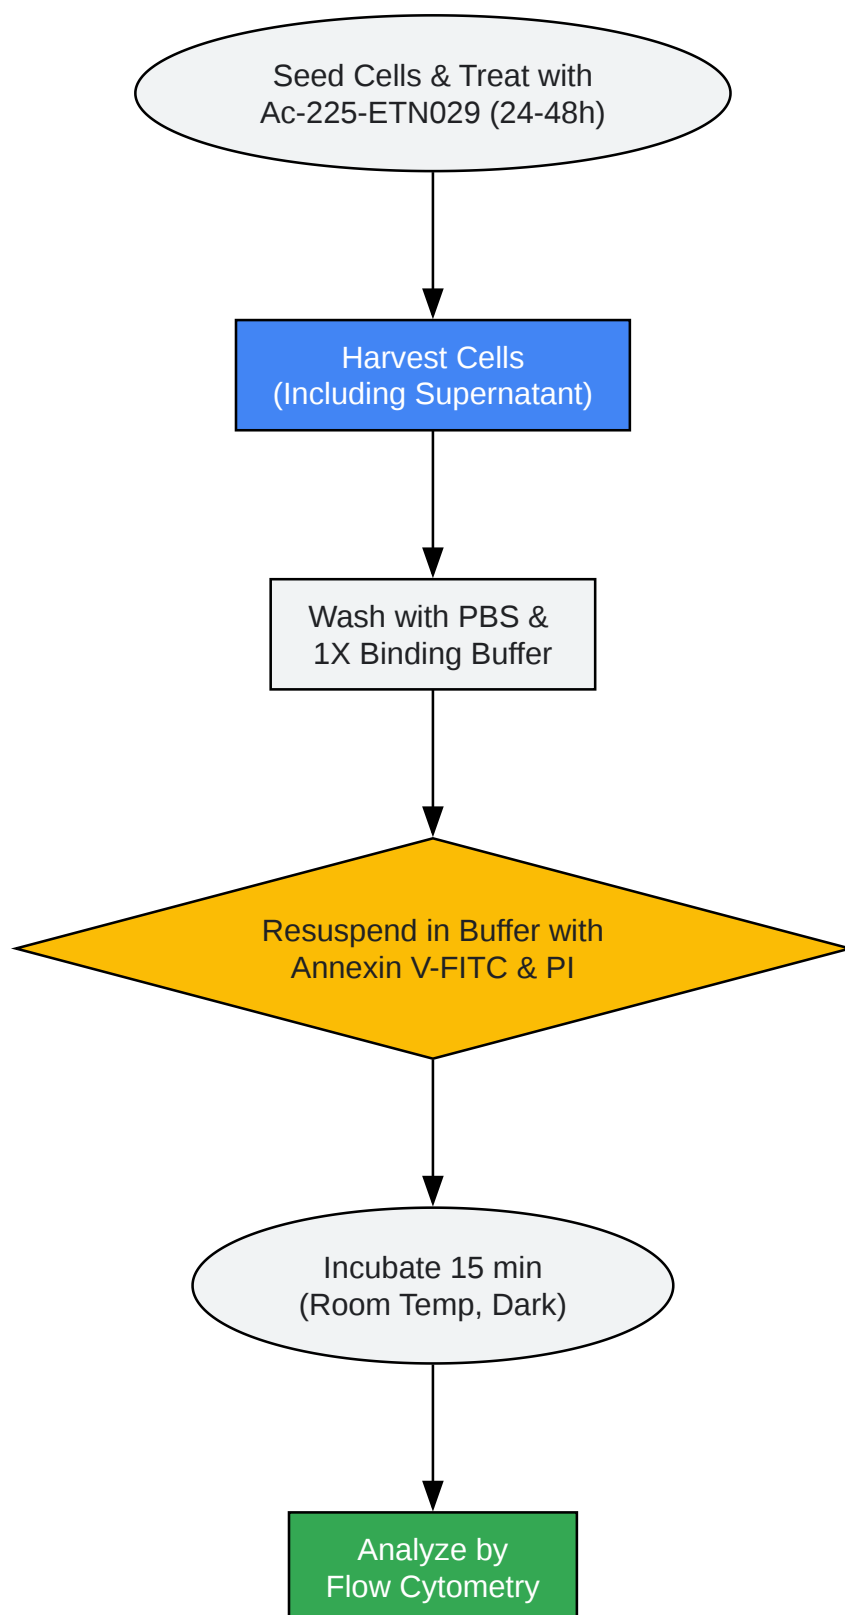 Seed Cells & Treat with
Ac-225-ETN029 (24-48h)
Harvest Cells
(Including Supernatant)
Wash with PBS &
1X Binding Buffer
Resuspend in Buffer with
Annexin V-FITC & PI
Incubate 15 min
(Room Temp, Dark)
Analyze by
Flow Cytometry